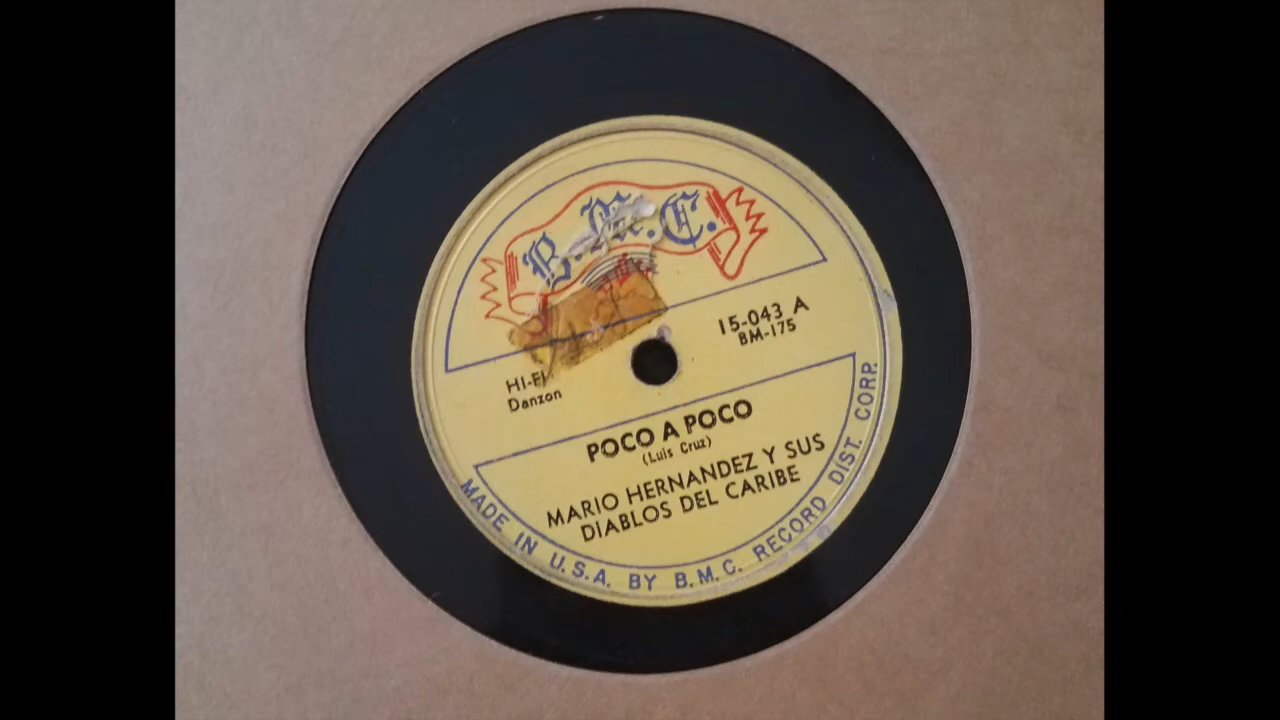 B.M.C.
15-043 A
BM-175
HI-FI
Danzon
POCO A POCO
(Luis Cruz)
MARIO HERNANDEZ Y SUS
DIABLOS DEL CARIBE
MADE IN U.S.A. BY B.M.C. RECORD DIST. CORP.